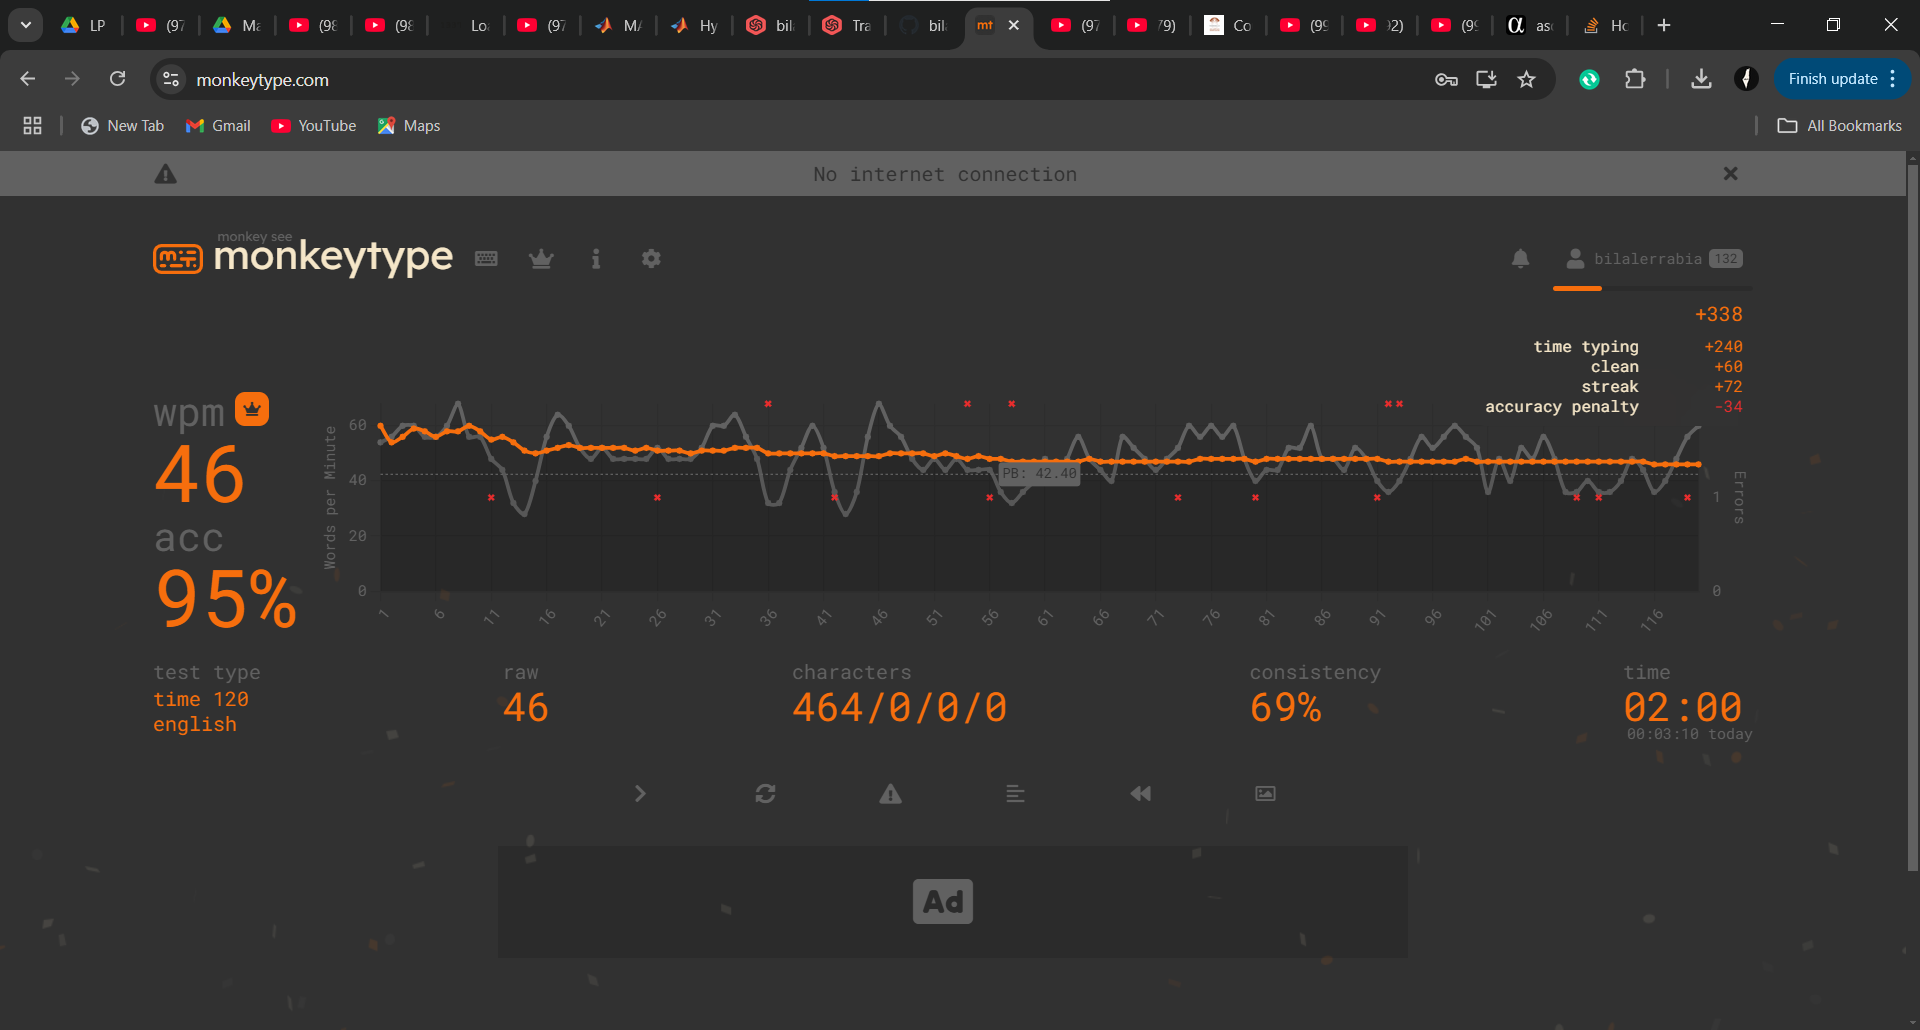 LP
(97
Ma
(98
(98
Lo
(97
MA
Hy
bil
Tra
bil
mt
(97
79)
Co
(99
92)
(99
α
as
Ho
monkeytype.com
Finish update
New Tab
Gmail
YouTube
Maps
All Bookmarks
No internet connection
monkey see
monkeytype
bilalerrabia 132
+338
time typing +240
clean +60
streak +72
accuracy penalty -34
wpm
46
acc
95%
Words per Minute
60
40
20
0
PB: 42.40
Errors
1
0
1 6 11 16 21 26 31 36 41 46 51 56 61 66 71 76 81 86 91 96 101 106 111 116
test type
time 120
english
raw
46
characters
464/0/0/0
consistency
69%
time
02:00
00:03:10 today
Ad